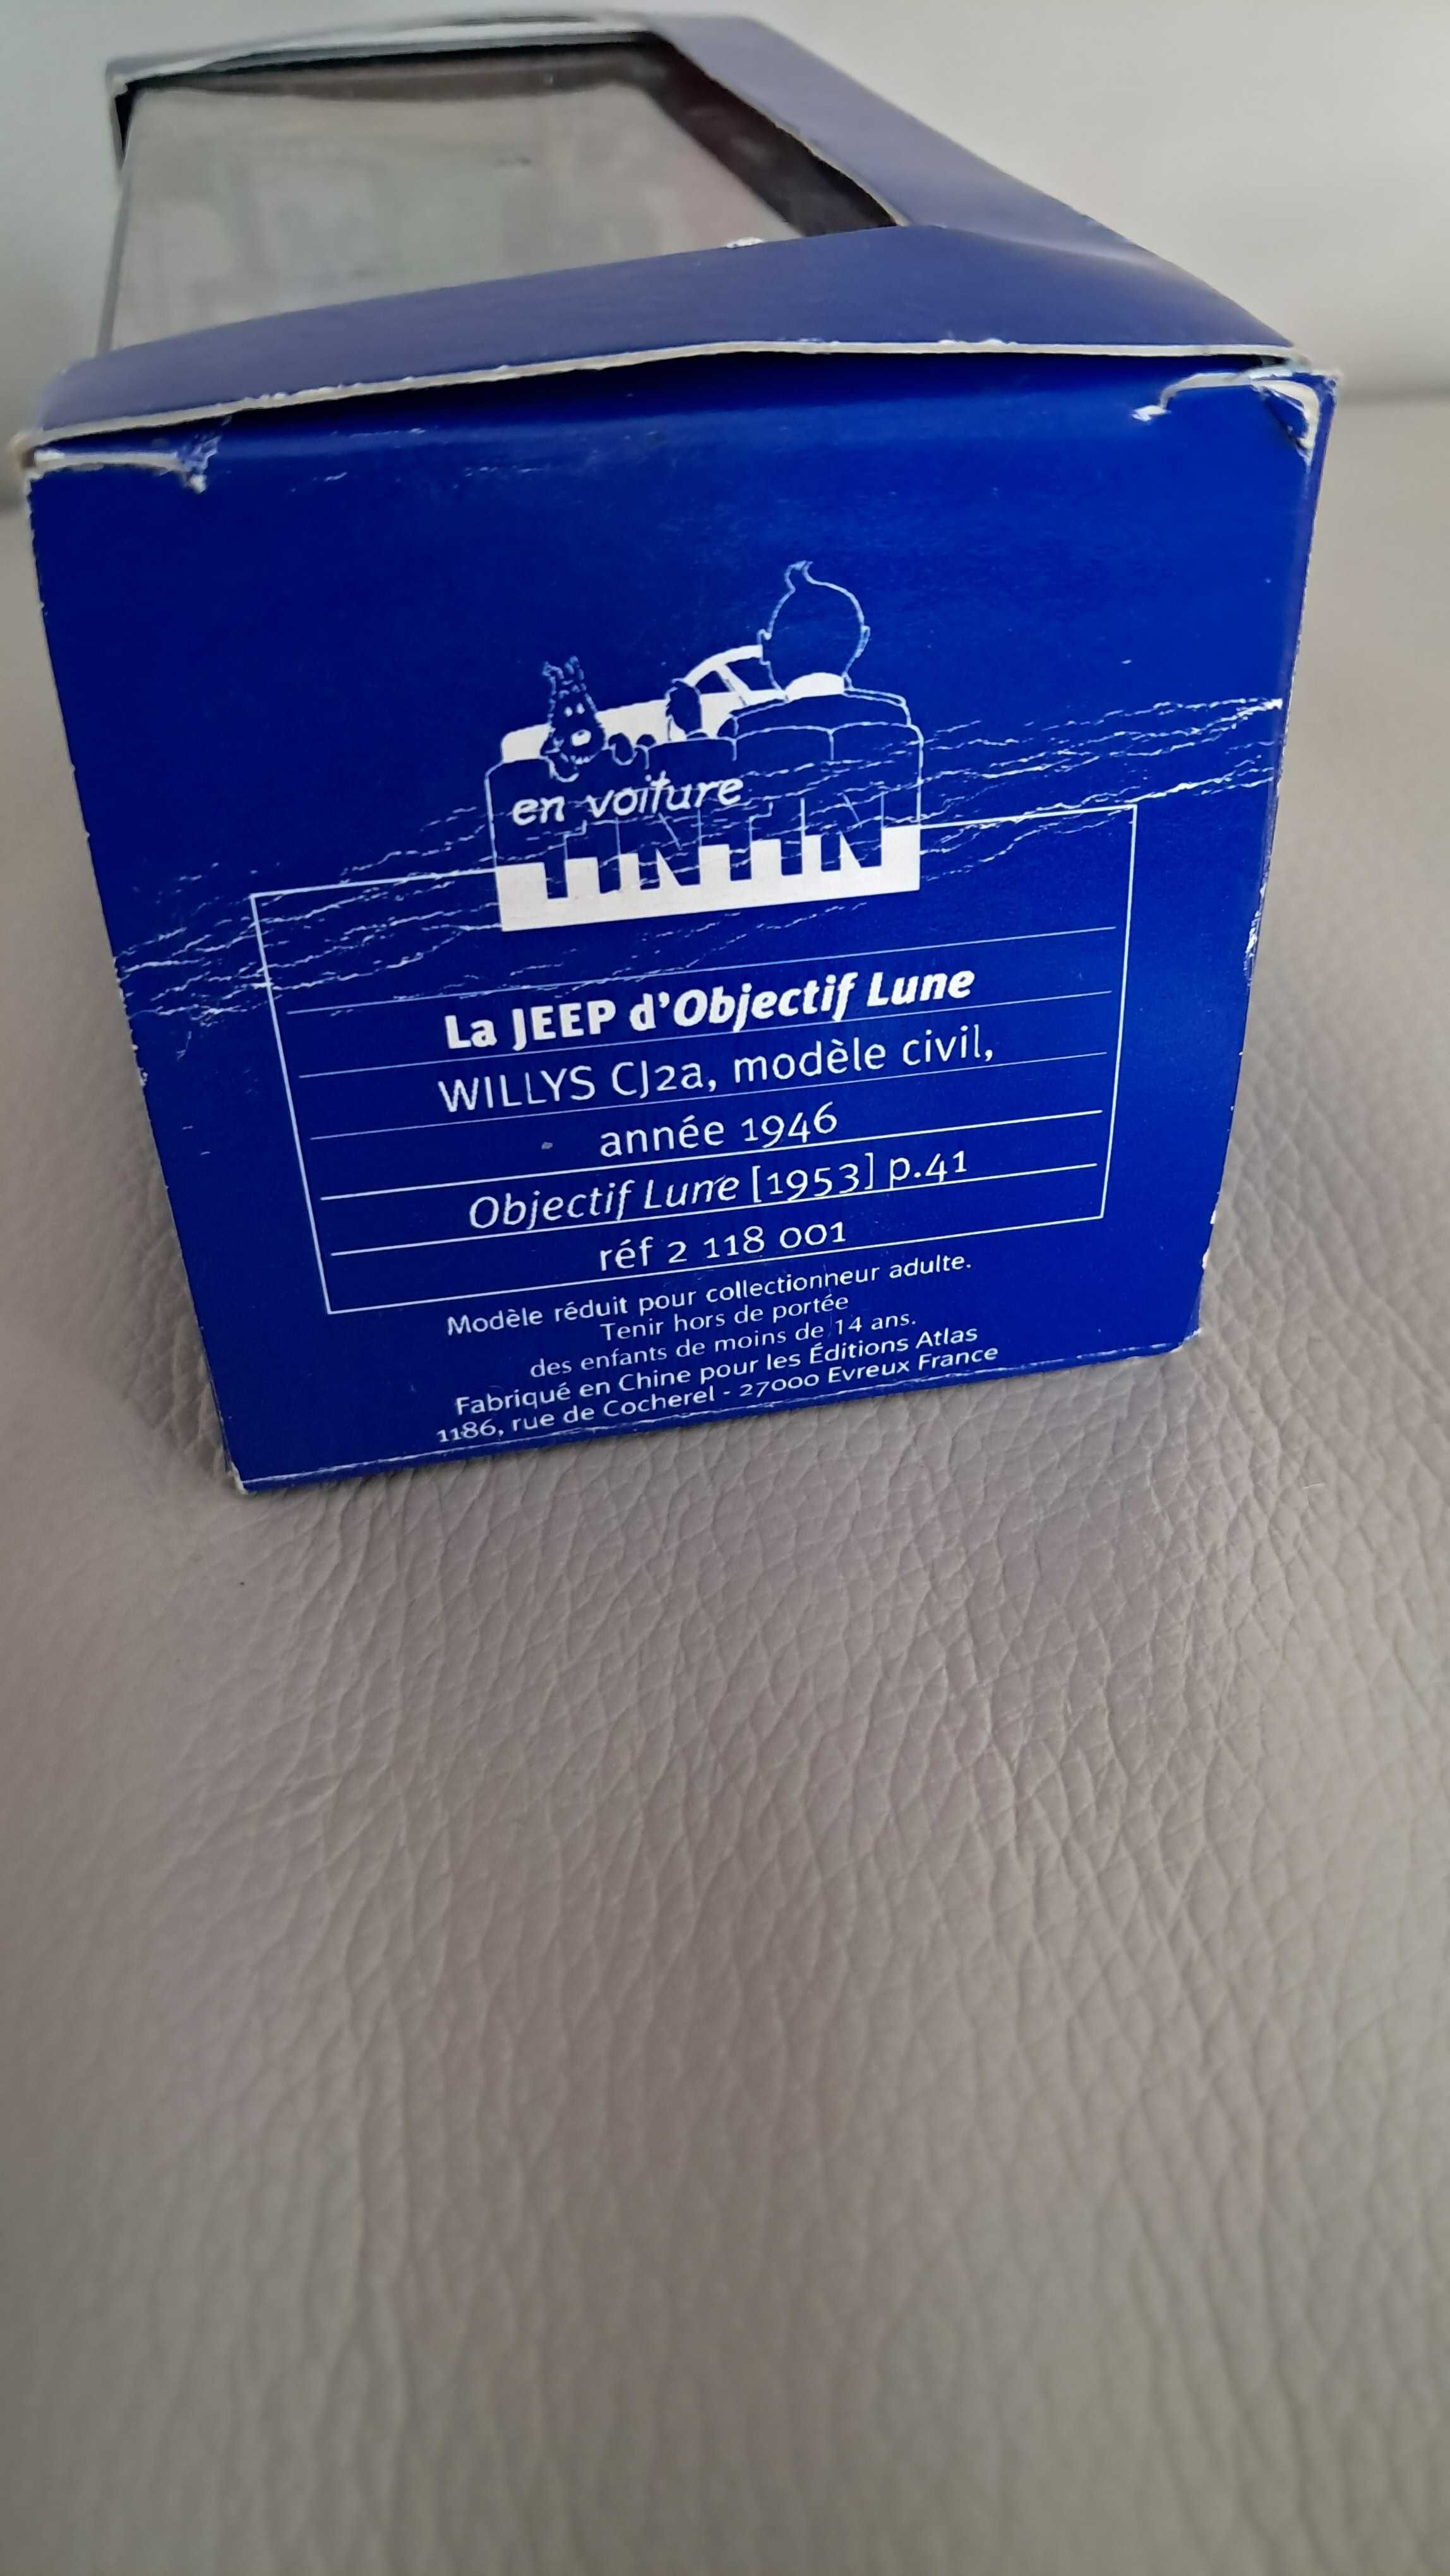 en voiture
TINTIN
La JEEP d'Objectif Lune
WILLYS CJ2a, modèle civil,
année 1946
Objectif Lune [1953] p.41
réf 2 118 001
Modèle réduit pour collectionneur adulte.
Tenir hors de portée
des enfants de moins de 14 ans.
Fabriqué en Chine pour les Éditions Atlas
1186, rue de Cocherel - 27000 Evreux France